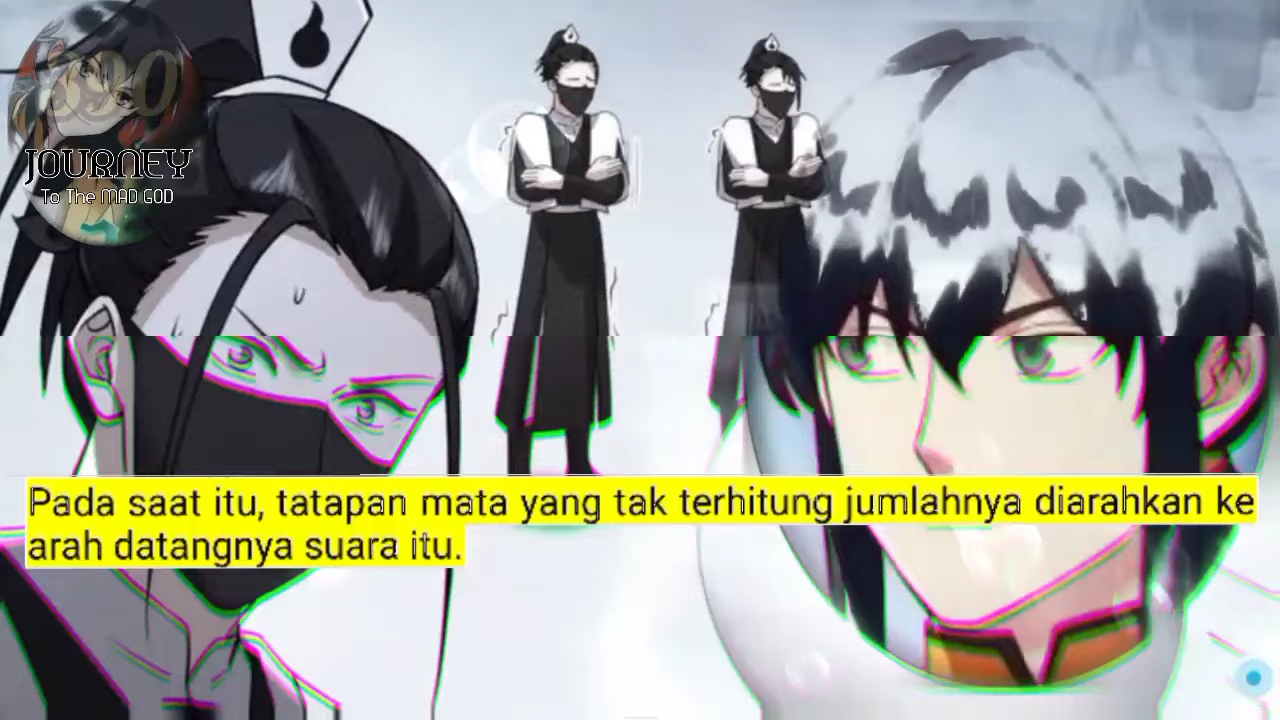 390
JOURNEY
To The MAD GOD
Pada saat itu, tatapan mata yang tak terhitung jumlahnya diarahkan ke
arah datangnya suara itu.